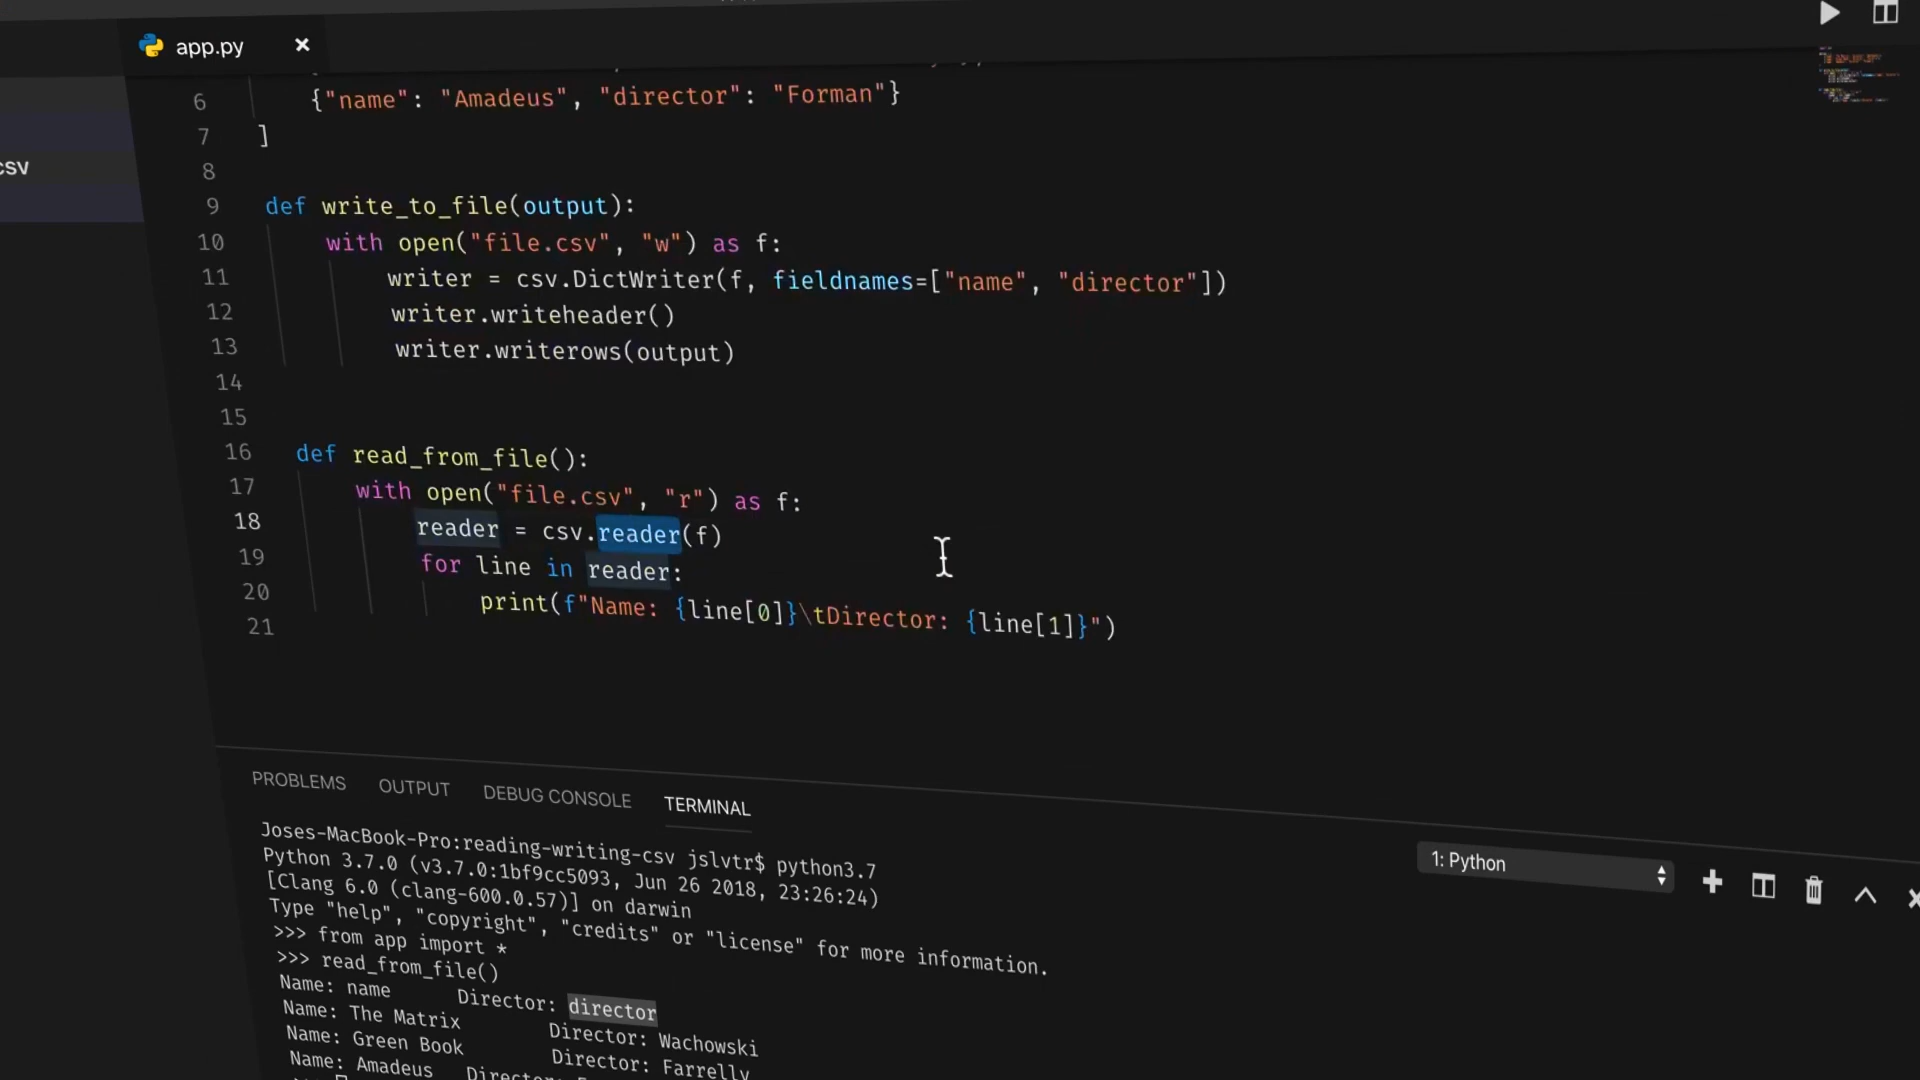 app.py
csv
6 {"name": "Amadeus", "director": "Forman"}
7 ]
8
9 def write_to_file(output):
10 with open("file.csv", "w") as f:
11 writer = csv.DictWriter(f, fieldnames=["name", "director"])
12 writer.writeheader()
13 writer.writerows(output)
14
15
16 def read_from_file():
17 with open("file.csv", "r") as f:
18 reader = csv.reader(f)
19 for line in reader:
20 print(f"Name: {line[0]}\tDirector: {line[1]}")
21
PROBLEMS OUTPUT DEBUG CONSOLE TERMINAL
1: Python
Joses-MacBook-Pro:reading-writing-csv jslvtr$ python3.7
Python 3.7.0 (v3.7.0:1bf9cc5093, Jun 26 2018, 23:26:24)
[Clang 6.0 (clang-600.0.57)] on darwin
Type "help", "copyright", "credits" or "license" for more information.
>>> from app import *
>>> read_from_file()
Name: name Director: director
Name: The Matrix Director: Wachowski
Name: Green Book Director: Farrelly
Name: Amadeus